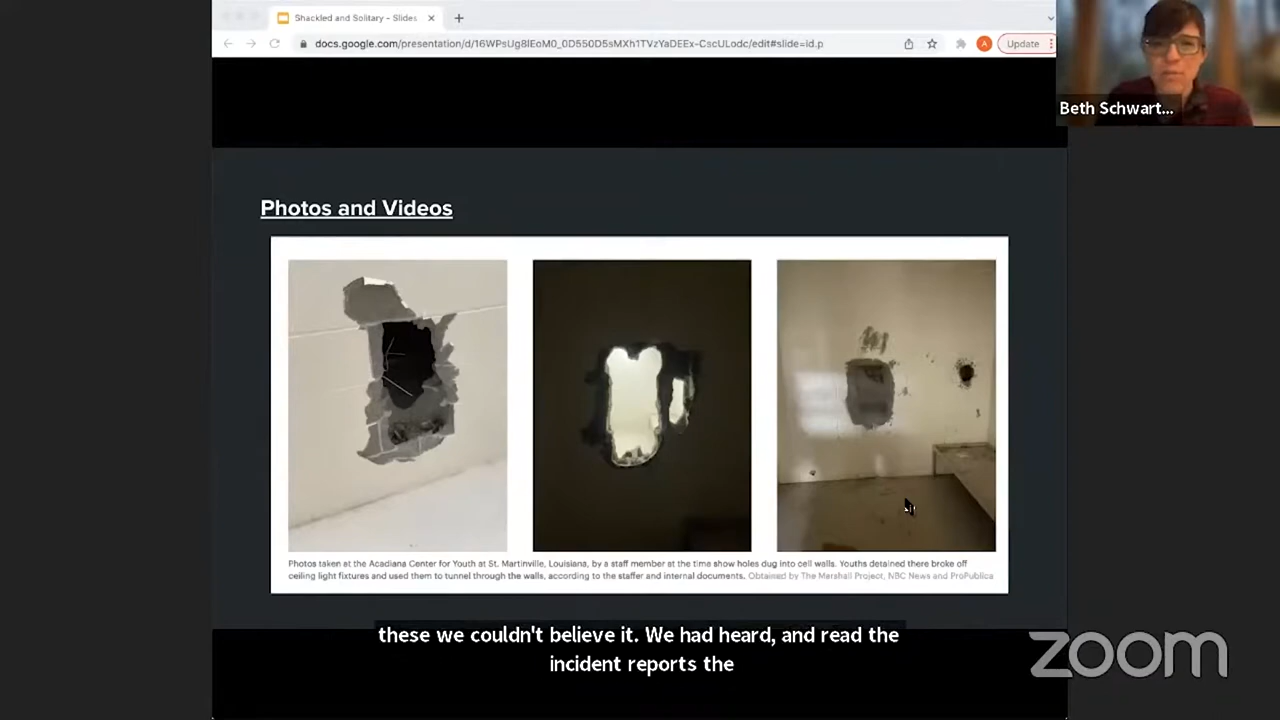 Shackled and Solitary - Slides
docs.google.com/presentation/d/16WPsUg8lEoM0_0D550D5sMXh1TVzYaDEEx-CscULodc/edit#slide=id.p
A
Update
Beth Schwart...
Photos and Videos
Photos taken at the Acadiana Center for Youth at St. Martinville, Louisiana, by a staff member at the time show holes dug into cell walls. Youths detained there broke off
ceiling light fixtures and used them to tunnel through the walls, according to the staffer and internal documents. Obtained by The Marshall Project, NBC News and ProPublica
these we couldn't believe it. We had heard, and read the
incident reports the
zoom